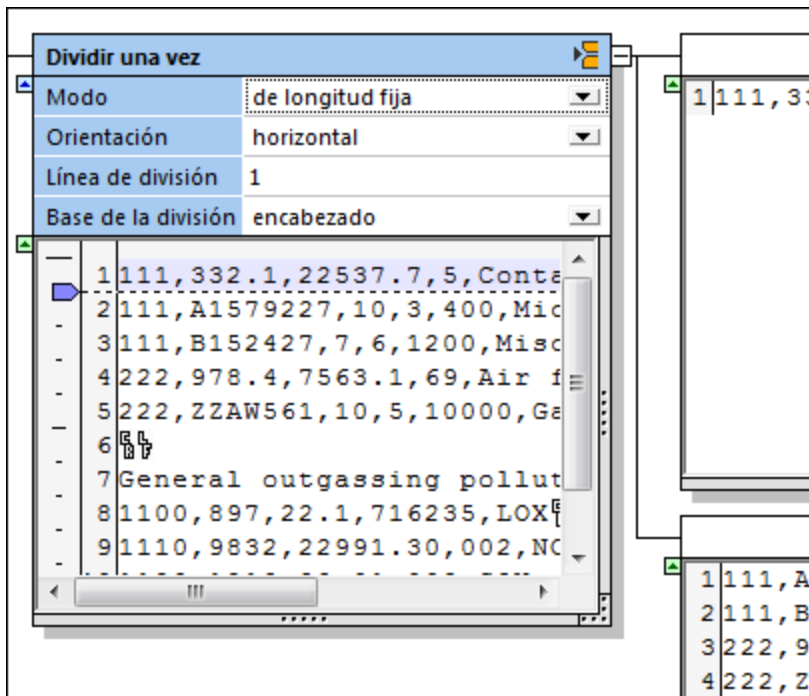 Dividir una vez
Modo de longitud fija
Orientación horizontal
Línea de división 1
Base de la división encabezado
1 111,332.1,22537.7,5,Conta
2 111,A1579227,10,3,400,Mic
3 111,B152427,7,6,1200,Misc
4 222,978.4,7563.1,69,Air f
5 222,ZZAW561,10,5,10000,Ga
6
7 General outgassing pollut
8 1100,897,22.1,716235,LOX
9 1110,9832,22991.30,002,NO
1 111,33
1 111,A
2 111,B
3 222,9
4 222,Z